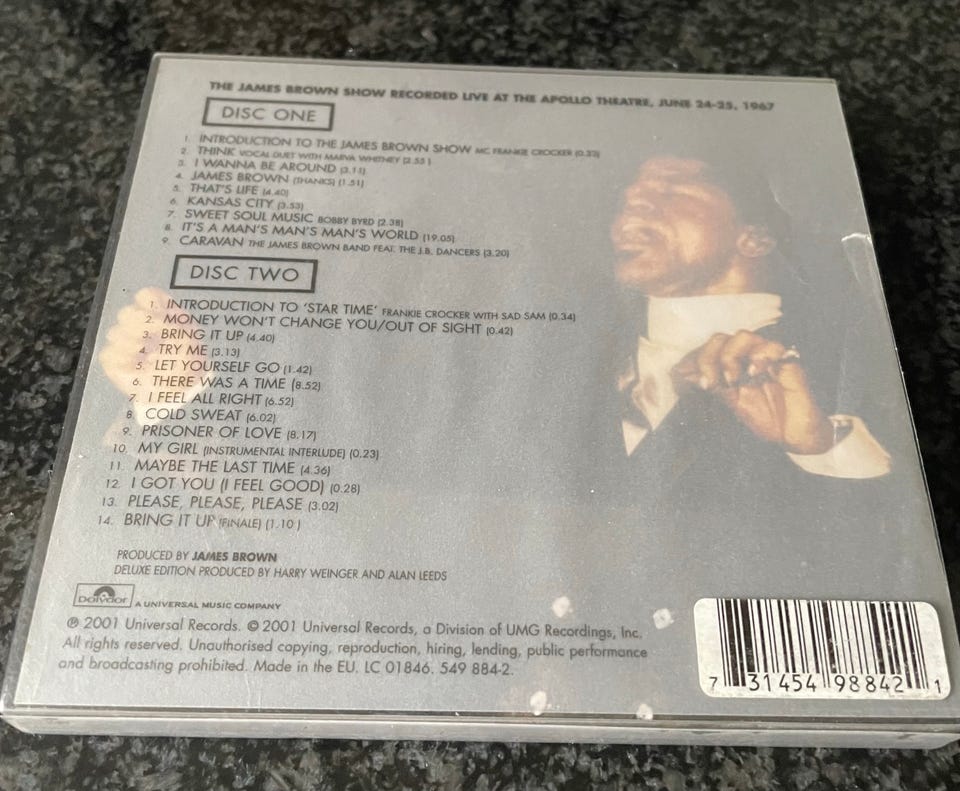 THE JAMES BROWN SHOW RECORDED LIVE AT THE APOLLO THEATRE, JUNE 24-25, 1967
DISC ONE
1. INTRODUCTION TO THE JAMES BROWN SHOW MC FRANKIE CROCKER (0.33)
2. THINK VOCAL DUET WITH MARVA WHITNEY (2.55 )
3. I WANNA BE AROUND (3.11)
4. JAMES BROWN (THANKS) (1.51)
5. THAT'S LIFE (4.40)
6. KANSAS CITY (3.53)
7. SWEET SOUL MUSIC BOBBY BYRD (2.38)
8. IT'S A MAN'S MAN'S MAN'S WORLD (19.05)
9. CARAVAN THE JAMES BROWN BAND FEAT. THE J.B. DANCERS (3.20)
DISC TWO
1. INTRODUCTION TO 'STAR TIME' FRANKIE CROCKER WITH SAD SAM (0.34)
2. MONEY WON'T CHANGE YOU/OUT OF SIGHT (0.42)
3. BRING IT UP (4.40)
4. TRY ME (3.13)
5. LET YOURSELF GO (1.42)
6. THERE WAS A TIME (8.52)
7. I FEEL ALL RIGHT (6.52)
8. COLD SWEAT (6.02)
9. PRISONER OF LOVE (8.17)
10. MY GIRL (INSTRUMENTAL INTERLUDE) (0.23)
11. MAYBE THE LAST TIME (4.36)
12. I GOT YOU (I FEEL GOOD) (0.28)
13. PLEASE, PLEASE, PLEASE (3.02)
14. BRING IT UP (FINALE) (1.10 )
PRODUCED BY JAMES BROWN
DELUXE EDITION PRODUCED BY HARRY WEINGER AND ALAN LEEDS
Polydor A UNIVERSAL MUSIC COMPANY
℗ 2001 Universal Records. © 2001 Universal Records, a Division of UMG Recordings, Inc.
All rights reserved. Unauthorised copying, reproduction, hiring, lending, public performance
and broadcasting prohibited. Made in the EU. LC 01846. 549 884-2.
7 31454 98842 1